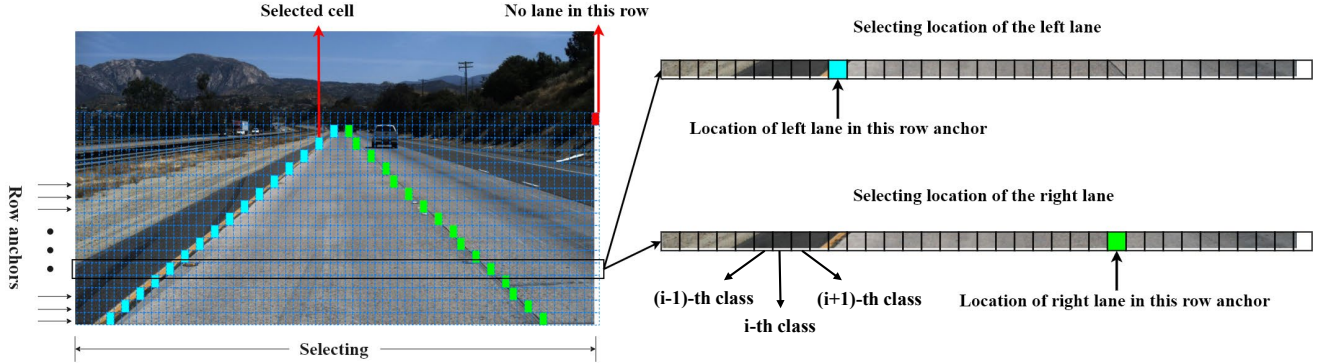 Selected cell
No lane in this row
Row anchors
Selecting
Selecting location of the left lane
Location of left lane in this row anchor
Selecting location of the right lane
(i-1)-th class
i-th class
(i+1)-th class
Location of right lane in this row anchor